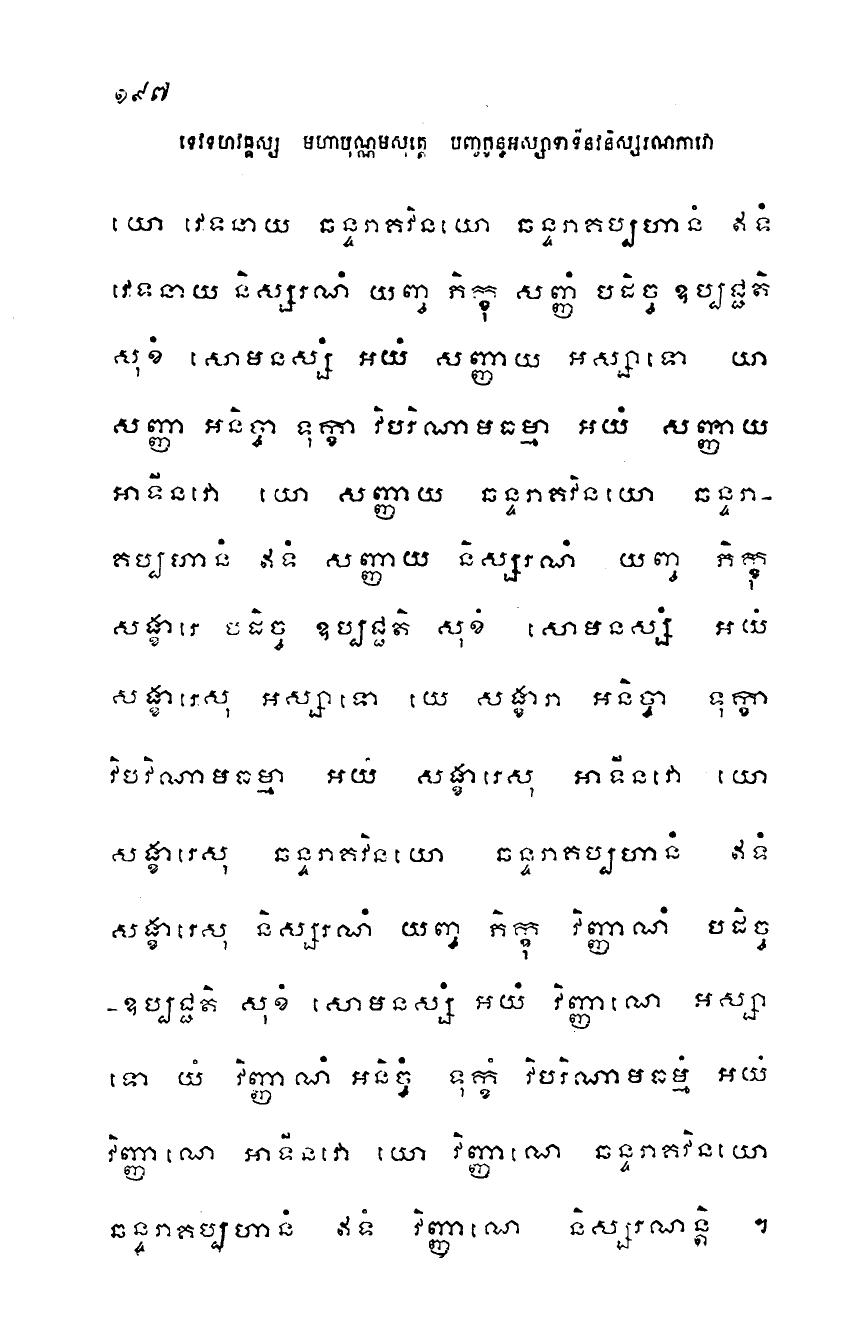 ១៩៧
ទេវទហវគ្គស្ស មហាបុណ្ណមសុត្តេ បញ្ចក្ខន្ធអស្សាទាទីនវនិស្សរណភាវោ
យោ វេទនាយ ឆន្ទរាគវិនយោ ឆន្ទរាគប្បហានំ ឥទំ
វេទនាយ និស្សរណំ យញ្ច ភិក្ខុ សញ្ញំ បដិច្ច ឧប្បជ្ជតិ
សុខំ សោមនស្សំ អយំ សញ្ញាយ អស្សាទោ យា
សញ្ញា អនិច្ចា ទុក្ខា វិបរិណាមធម្មា អយំ សញ្ញាយ
អាទីនវោ យោ សញ្ញាយ ឆន្ទរាគវិនយោ ឆន្ទរា-
គប្បហានំ ឥទំ សញ្ញាយ និស្សរណំ យញ្ច ភិក្ខុ
សង្ខារេ បដិច្ច ឧប្បជ្ជតិ សុខំ សោមនស្សំ អយំ
សង្ខារេសុ អស្សាទោ យេ សង្ខារា អនិច្ចា ទុក្ខា
វិបរិណាមធម្មា អយំ សង្ខារេសុ អាទីនវោ យោ
សង្ខារេសុ ឆន្ទរាគវិនយោ ឆន្ទរាគប្បហានំ ឥទំ
សង្ខារេសុ និស្សរណំ យញ្ច ភិក្ខុ វិញ្ញាណំ បដិច្ច
-ឧប្បជ្ជតិ សុខំ សោមនស្សំ អយំ វិញ្ញាណេ អស្សា
ទោ យំ វិញ្ញាណំ អនិច្ចំ ទុក្ខំ វិបរិណាមធម្មំ អយំ
វិញ្ញាណេ អាទីនវោ យោ វិញ្ញាណេ ឆន្ទរាគវិនយោ
ឆន្ទរាគប្បហានំ ឥទំ វិញ្ញាណេ និស្សរណន្តិ ។